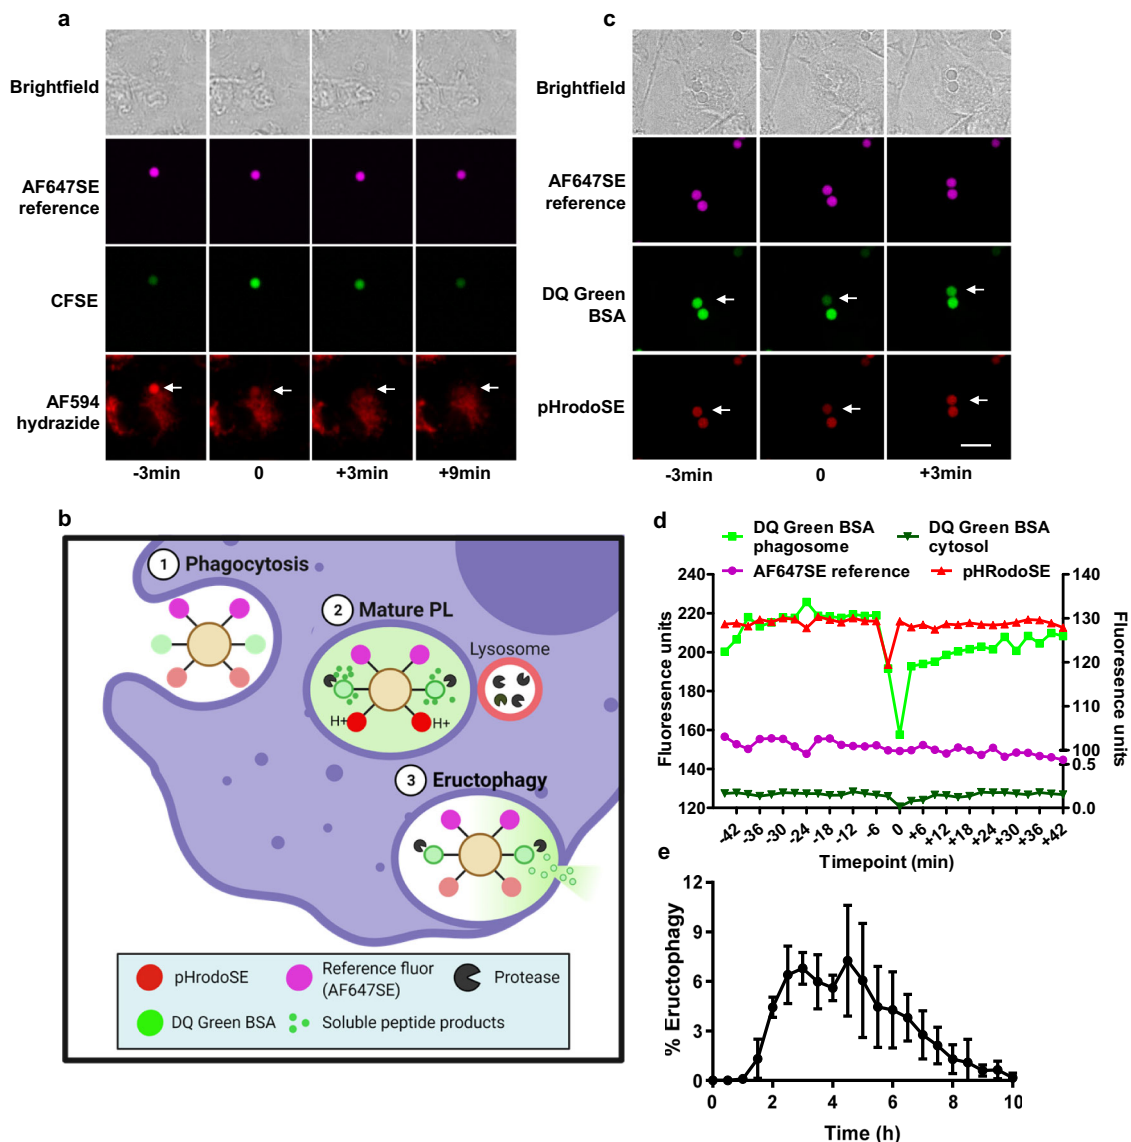 a
Brightfield
AF647SE
reference
CFSE
AF594
hydrazide
-3min
0
+3min
+9min
c
Brightfield
AF647SE
reference
DQ Green
BSA
pHrodoSE
-3min
0
+3min
b
1 Phagocytosis
2 Mature PL
Lysosome
H+
H+
3 Eructophagy
pHrodoSE
Reference fluor
(AF647SE)
Protease
DQ Green BSA
Soluble peptide products
d
DQ Green BSA
phagosome
DQ Green BSA
cytosol
AF647SE reference
pHRodoSE
240
220
200
180
160
140
120
Fluoresence units
140
130
120
110
100
0.5
0.0
Fluoresence units
-42
-36
-30
-24
-18
-12
-6
0
+6
+12
+18
+24
+30
+36
+42
Timepoint (min)
e
12
9
6
3
0
% Eructophagy
0
2
4
6
8
10
Time (h)